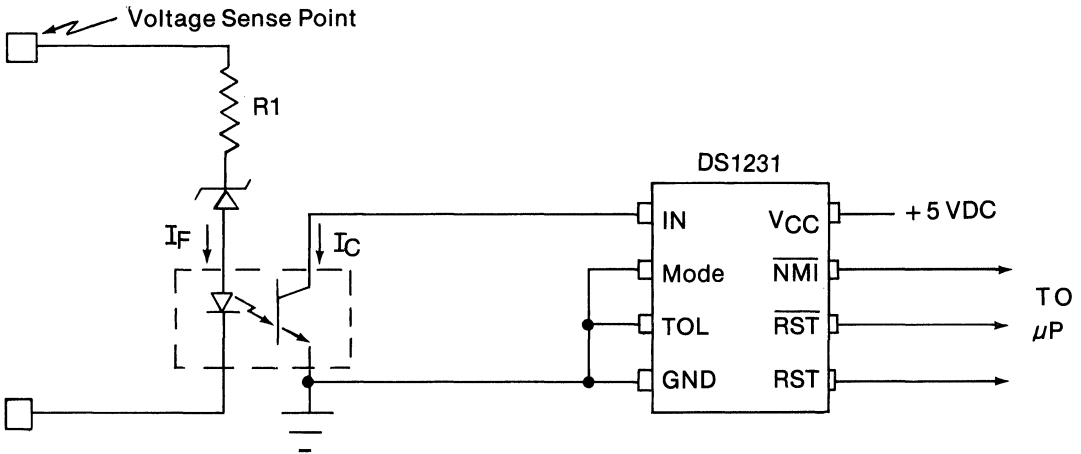 Voltage Sense Point
R1
DS1231
IN
VCC
+5 VDC
IF
IC
Mode
NMI
TO
μP
TOL
RST
GND
RST